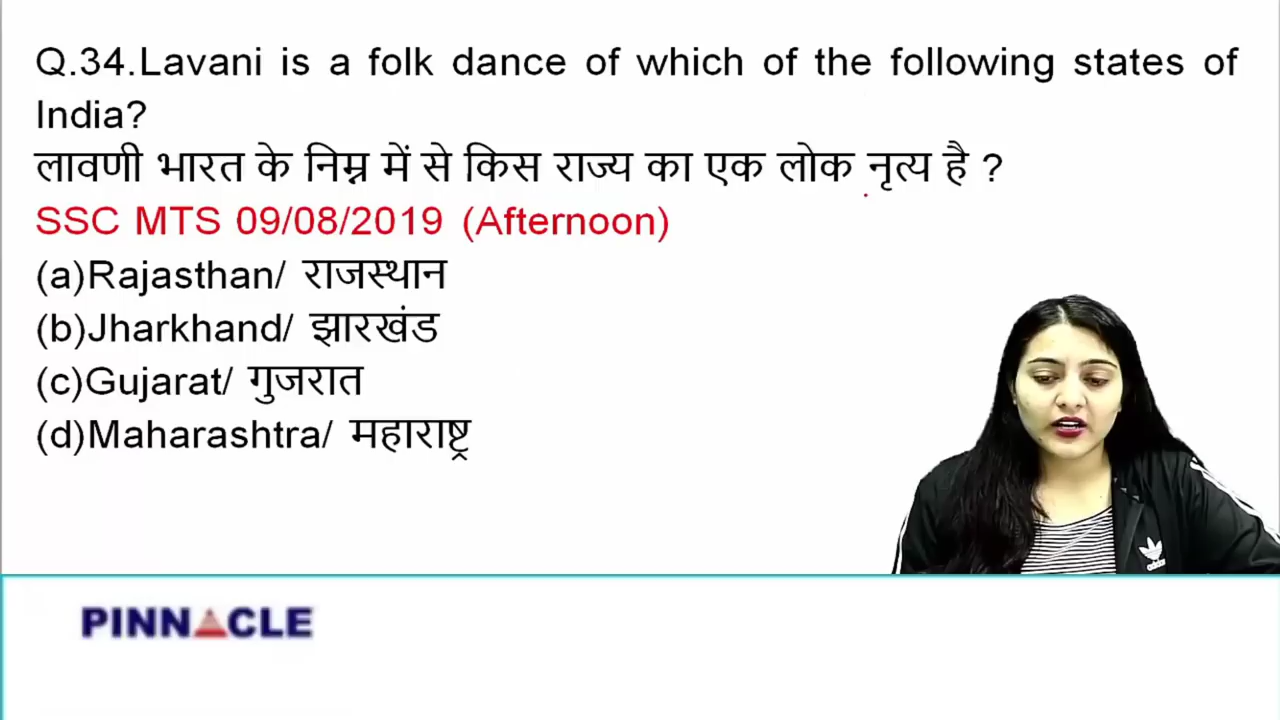 Q.34.Lavani is a folk dance of which of the following states of
India?
लावणी भारत के निम्न में से किस राज्य का एक लोक नृत्य है ?
SSC MTS 09/08/2019 (Afternoon)
(a)Rajasthan/ राजस्थान
(b)Jharkhand/ झारखंड
(c)Gujarat/ गुजरात
(d)Maharashtra/ महाराष्ट्र
adidas
PINNACLE